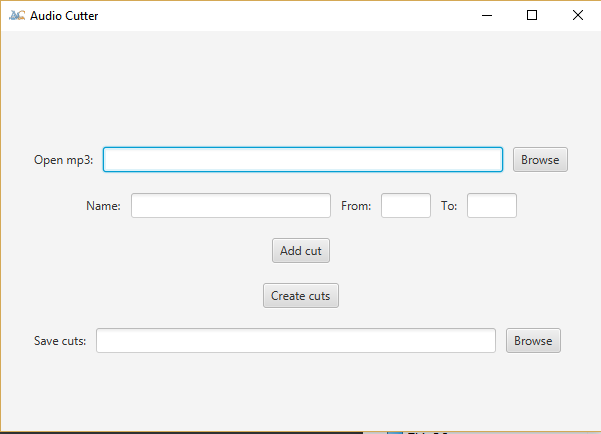 Audio Cutter
Open mp3: Browse
Name: From: To:
Add cut
Create cuts
Save cuts: Browse